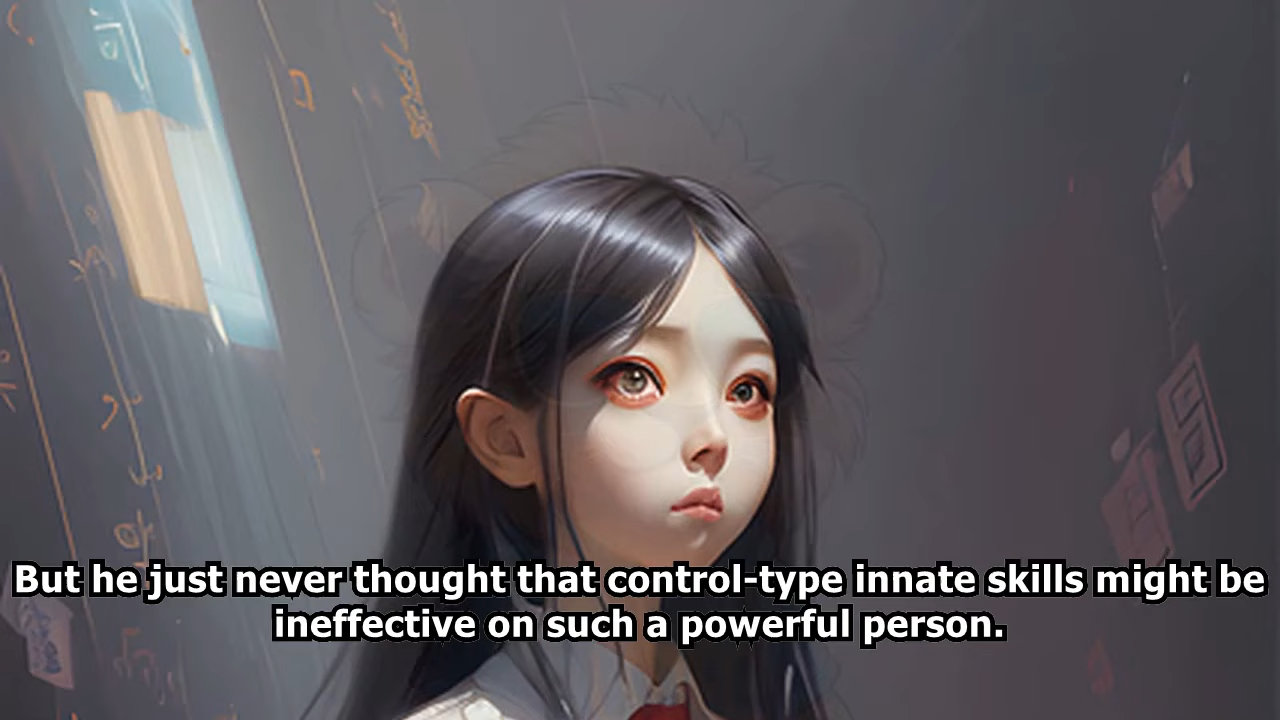 But he just never thought that control-type innate skills might be
ineffective on such a powerful person.